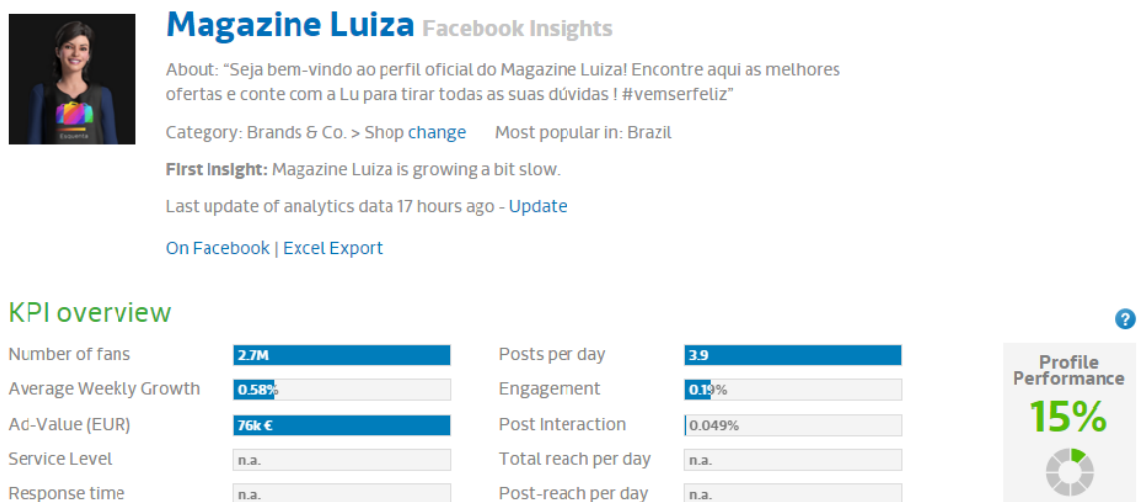 Magazine Luiza Facebook Insights
About: “Seja bem-vindo ao perfil oficial do Magazine Luiza! Encontre aqui as melhores
ofertas e conte com a Lu para tirar todas as suas dúvidas ! #vemserfeliz”
Category: Brands & Co. > Shop change Most popular in: Brazil
First Insight: Magazine Luiza is growing a bit slow.
Last update of analytics data 17 hours ago - Update
On Facebook | Excel Export
Esquenta
KPI overview
?
Number of fans 2.7M Posts per day 3.9
Average Weekly Growth 0.58% Engagement 0.19%
Ad-Value (EUR) 76k € Post Interaction 0.049%
Service Level n.a. Total reach per day n.a.
Response time n.a. Post-reach per day n.a.
Profile
Performance
15%